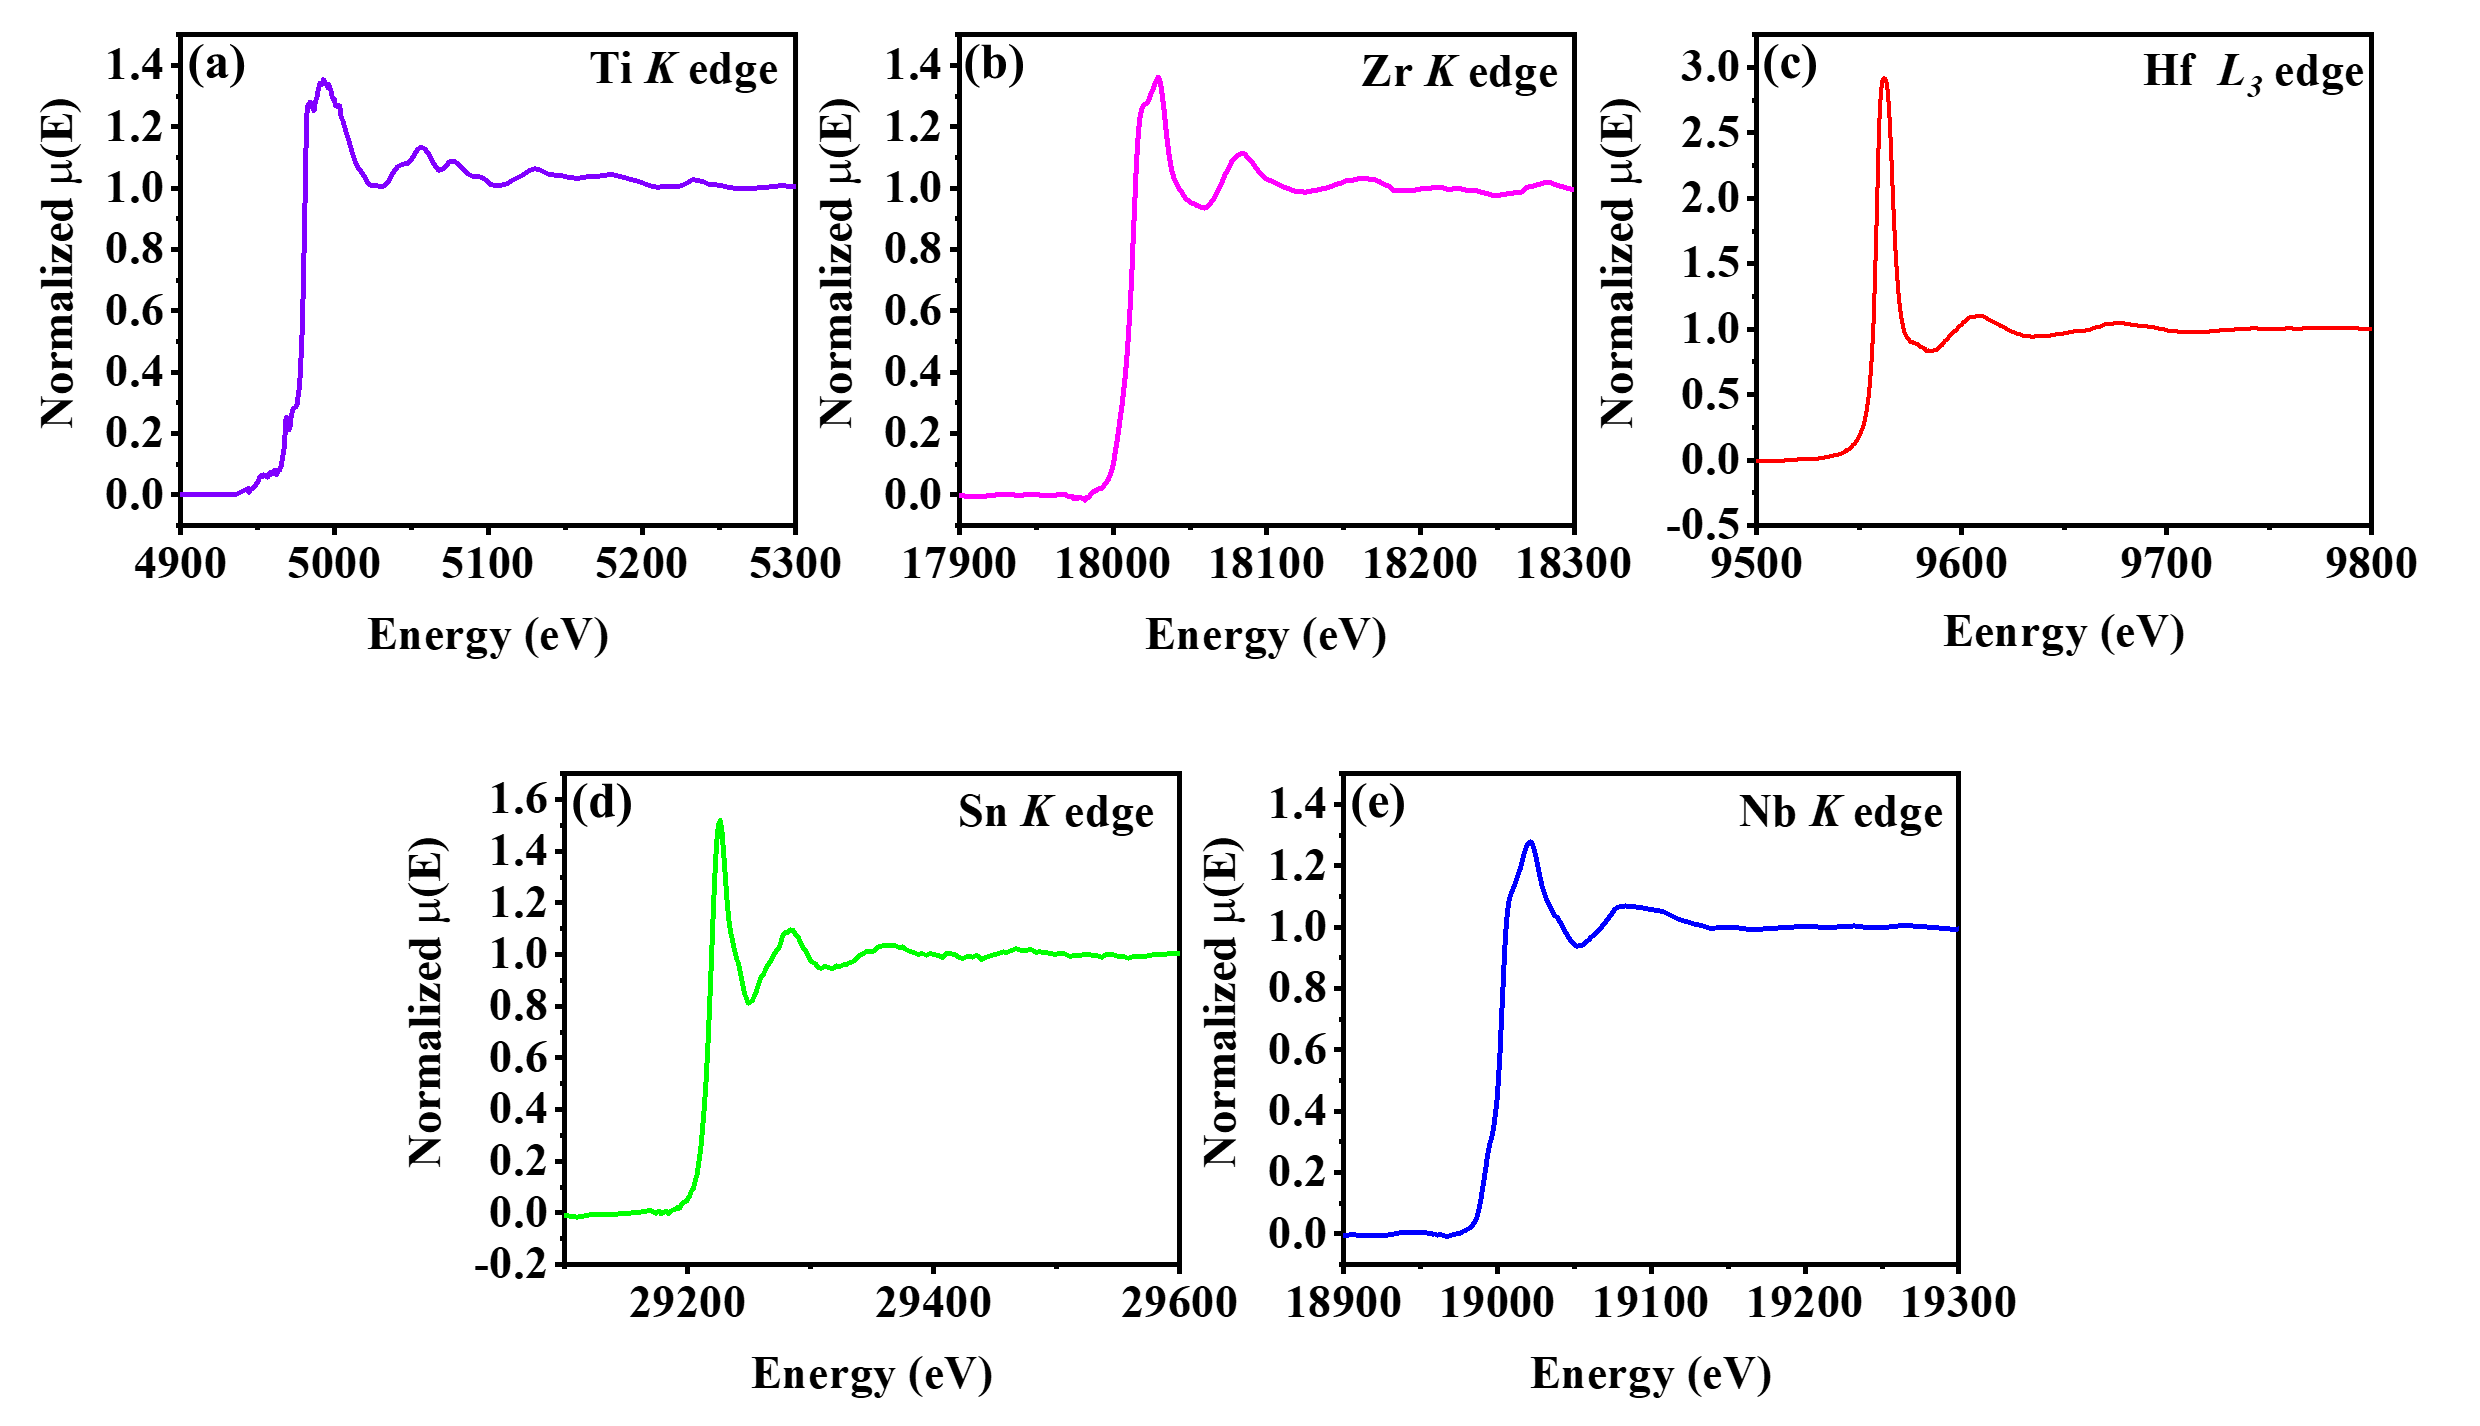 (a)
Ti K edge
Normalized μ(E)
1.4
1.2
1.0
0.8
0.6
0.4
0.2
0.0
4900 5000 5100 5200 5300
Energy (eV)
(b)
Zr K edge
Normalized μ(E)
1.4
1.2
1.0
0.8
0.6
0.4
0.2
0.0
17900 18000 18100 18200 18300
Energy (eV)
(c)
Hf L3 edge
Normalized μ(E)
3.0
2.5
2.0
1.5
1.0
0.5
0.0
-0.5
9500 9600 9700 9800
Eenrgy (eV)
(d)
Sn K edge
Normalized μ(E)
1.6
1.4
1.2
1.0
0.8
0.6
0.4
0.2
0.0
-0.2
29200 29400 29600
Energy (eV)
(e)
Nb K edge
Normalized μ(E)
1.4
1.2
1.0
0.8
0.6
0.4
0.2
0.0
18900 19000 19100 19200 19300
Energy (eV)